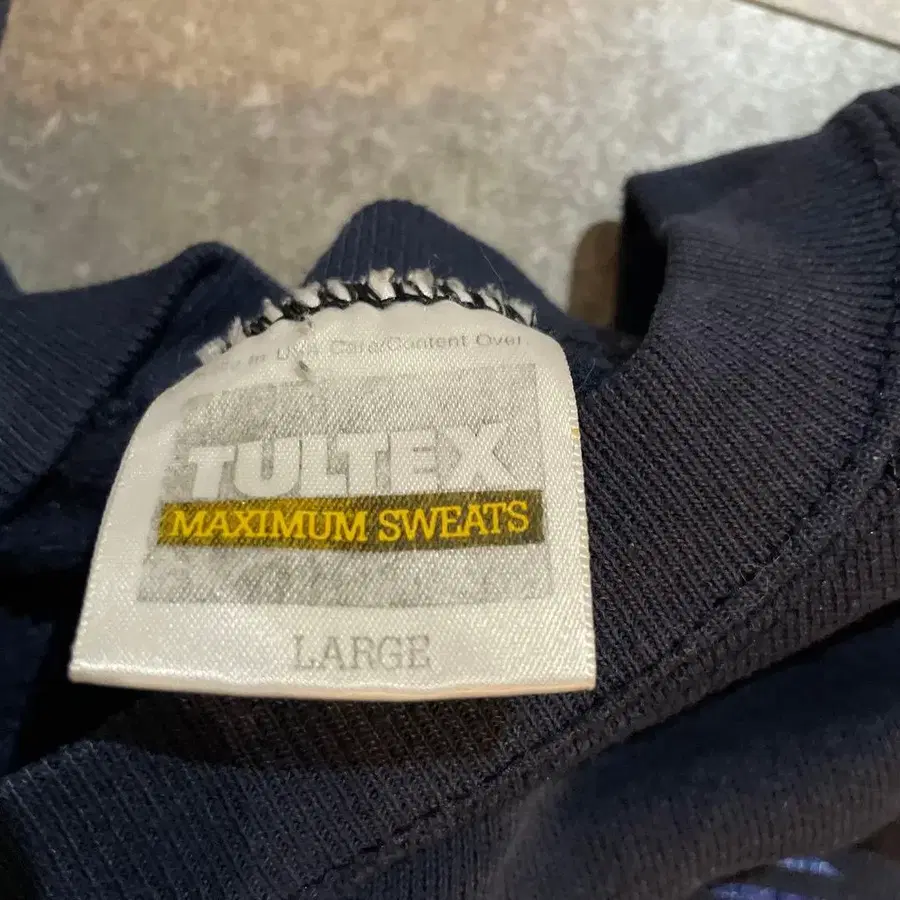 in USA Care/Content Over
TULTEX
MAXIMUM SWEATS
LARGE